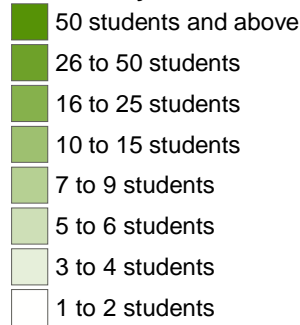 50 students and above
26 to 50 students
16 to 25 students
10 to 15 students
7 to 9 students
5 to 6 students
3 to 4 students
1 to 2 students